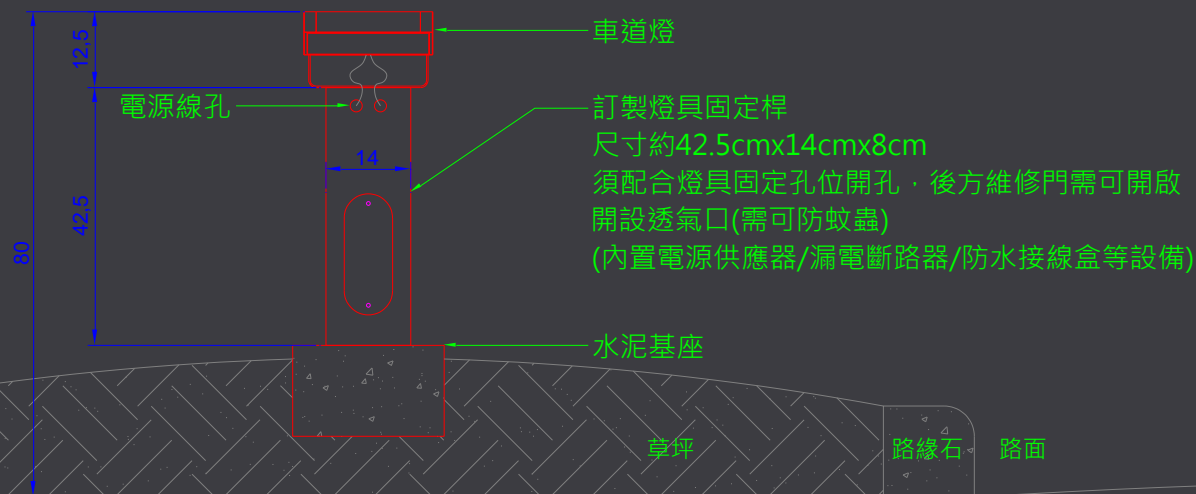 12,5
車道燈
電源線孔
訂製燈具固定桿
尺寸約42.5cmx14cmx8cm
須配合燈具固定孔位開孔，後方維修門需可開啟
開設透氣口(需可防蚊蟲)
(內置電源供應器/漏電斷路器/防水接線盒等設備)
14
42,5
80
水泥基座
草坪
路緣石
路面